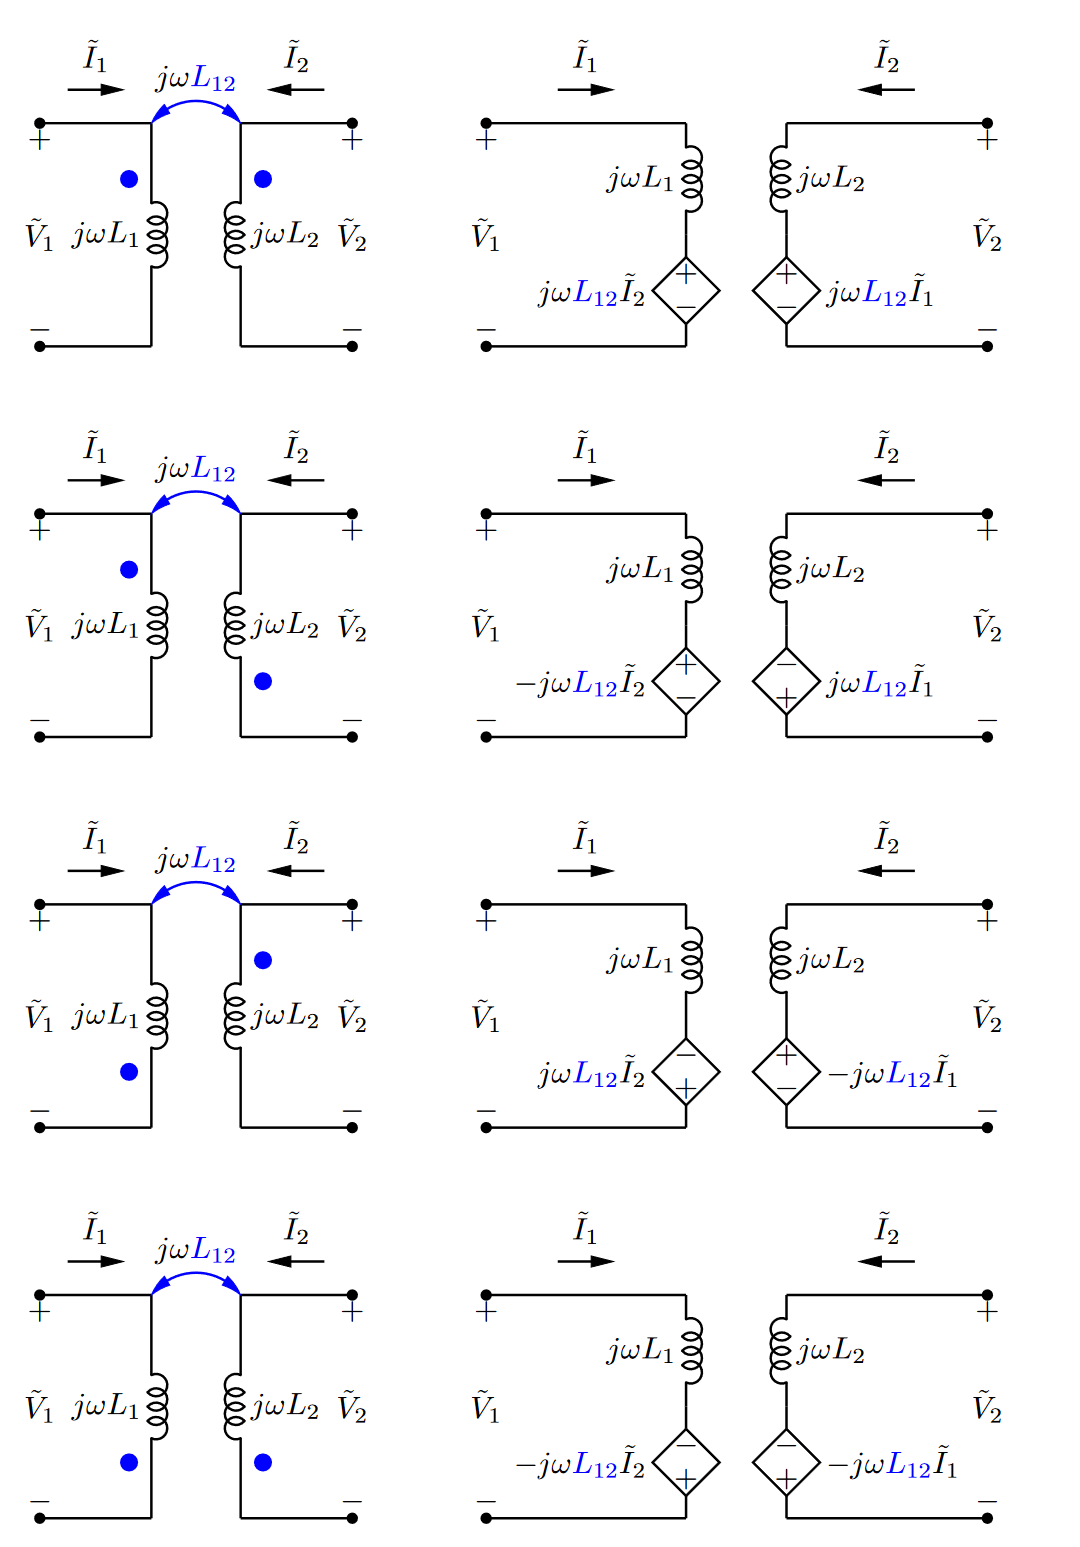 Ĩ₁ jωL₁₂ Ĩ₂ Ĩ₁ Ĩ₂
+ + + +
jωL₁ jωL₂
Ṽ₁ jωL₁ jωL₂ Ṽ₂ Ṽ₁ Ṽ₂
+ +
jωL₁₂Ĩ₂ jωL₁₂Ĩ₁
− −
− − − −
Ĩ₁ jωL₁₂ Ĩ₂ Ĩ₁ Ĩ₂
+ + + +
jωL₁ jωL₂
Ṽ₁ jωL₁ jωL₂ Ṽ₂ Ṽ₁ Ṽ₂
+ −
−jωL₁₂Ĩ₂ jωL₁₂Ĩ₁
− +
− − − −
Ĩ₁ jωL₁₂ Ĩ₂ Ĩ₁ Ĩ₂
+ + + +
jωL₁ jωL₂
Ṽ₁ jωL₁ jωL₂ Ṽ₂ Ṽ₁ Ṽ₂
− +
jωL₁₂Ĩ₂ −jωL₁₂Ĩ₁
+ −
− − − −
Ĩ₁ jωL₁₂ Ĩ₂ Ĩ₁ Ĩ₂
+ + + +
jωL₁ jωL₂
Ṽ₁ jωL₁ jωL₂ Ṽ₂ Ṽ₁ Ṽ₂
− −
−jωL₁₂Ĩ₂ −jωL₁₂Ĩ₁
+ +
− − − −